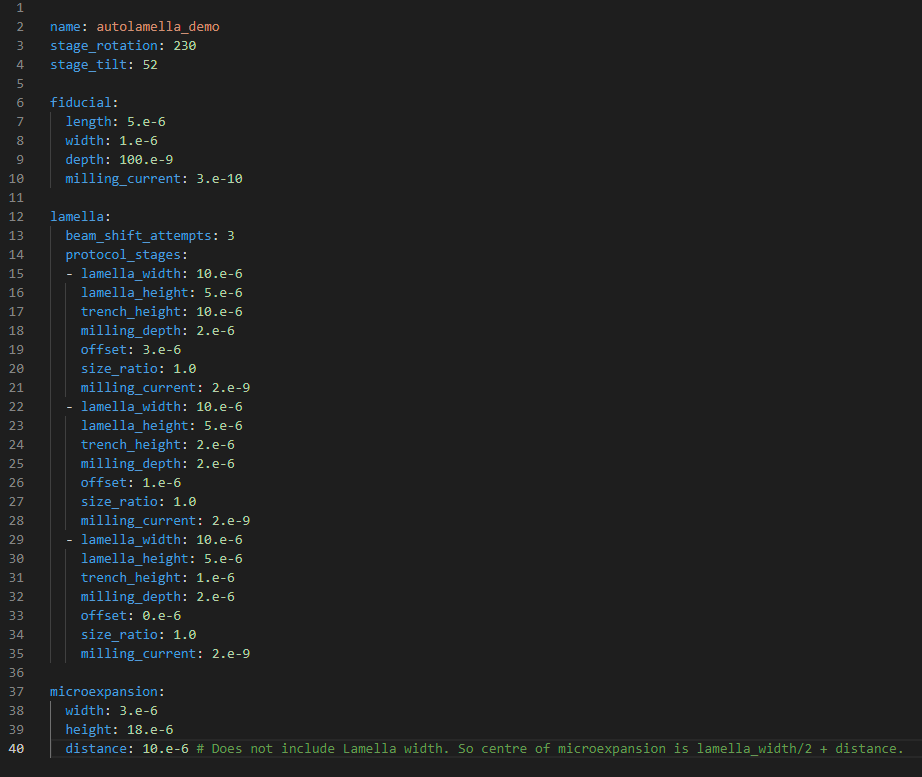 1
2 name: autolamella_demo
3 stage_rotation: 230
4 stage_tilt: 52
5
6 fiducial:
7   length: 5.e-6
8   width: 1.e-6
9   depth: 100.e-9
10   milling_current: 3.e-10
11
12 lamella:
13   beam_shift_attempts: 3
14   protocol_stages:
15   - lamella_width: 10.e-6
16     lamella_height: 5.e-6
17     trench_height: 10.e-6
18     milling_depth: 2.e-6
19     offset: 3.e-6
20     size_ratio: 1.0
21     milling_current: 2.e-9
22   - lamella_width: 10.e-6
23     lamella_height: 5.e-6
24     trench_height: 2.e-6
25     milling_depth: 2.e-6
26     offset: 1.e-6
27     size_ratio: 1.0
28     milling_current: 2.e-9
29   - lamella_width: 10.e-6
30     lamella_height: 5.e-6
31     trench_height: 1.e-6
32     milling_depth: 2.e-6
33     offset: 0.e-6
34     size_ratio: 1.0
35     milling_current: 2.e-9
36
37 microexpansion:
38   width: 3.e-6
39   height: 18.e-6
40   distance: 10.e-6 # Does not include Lamella width. So centre of microexpansion is lamella_width/2 + distance.